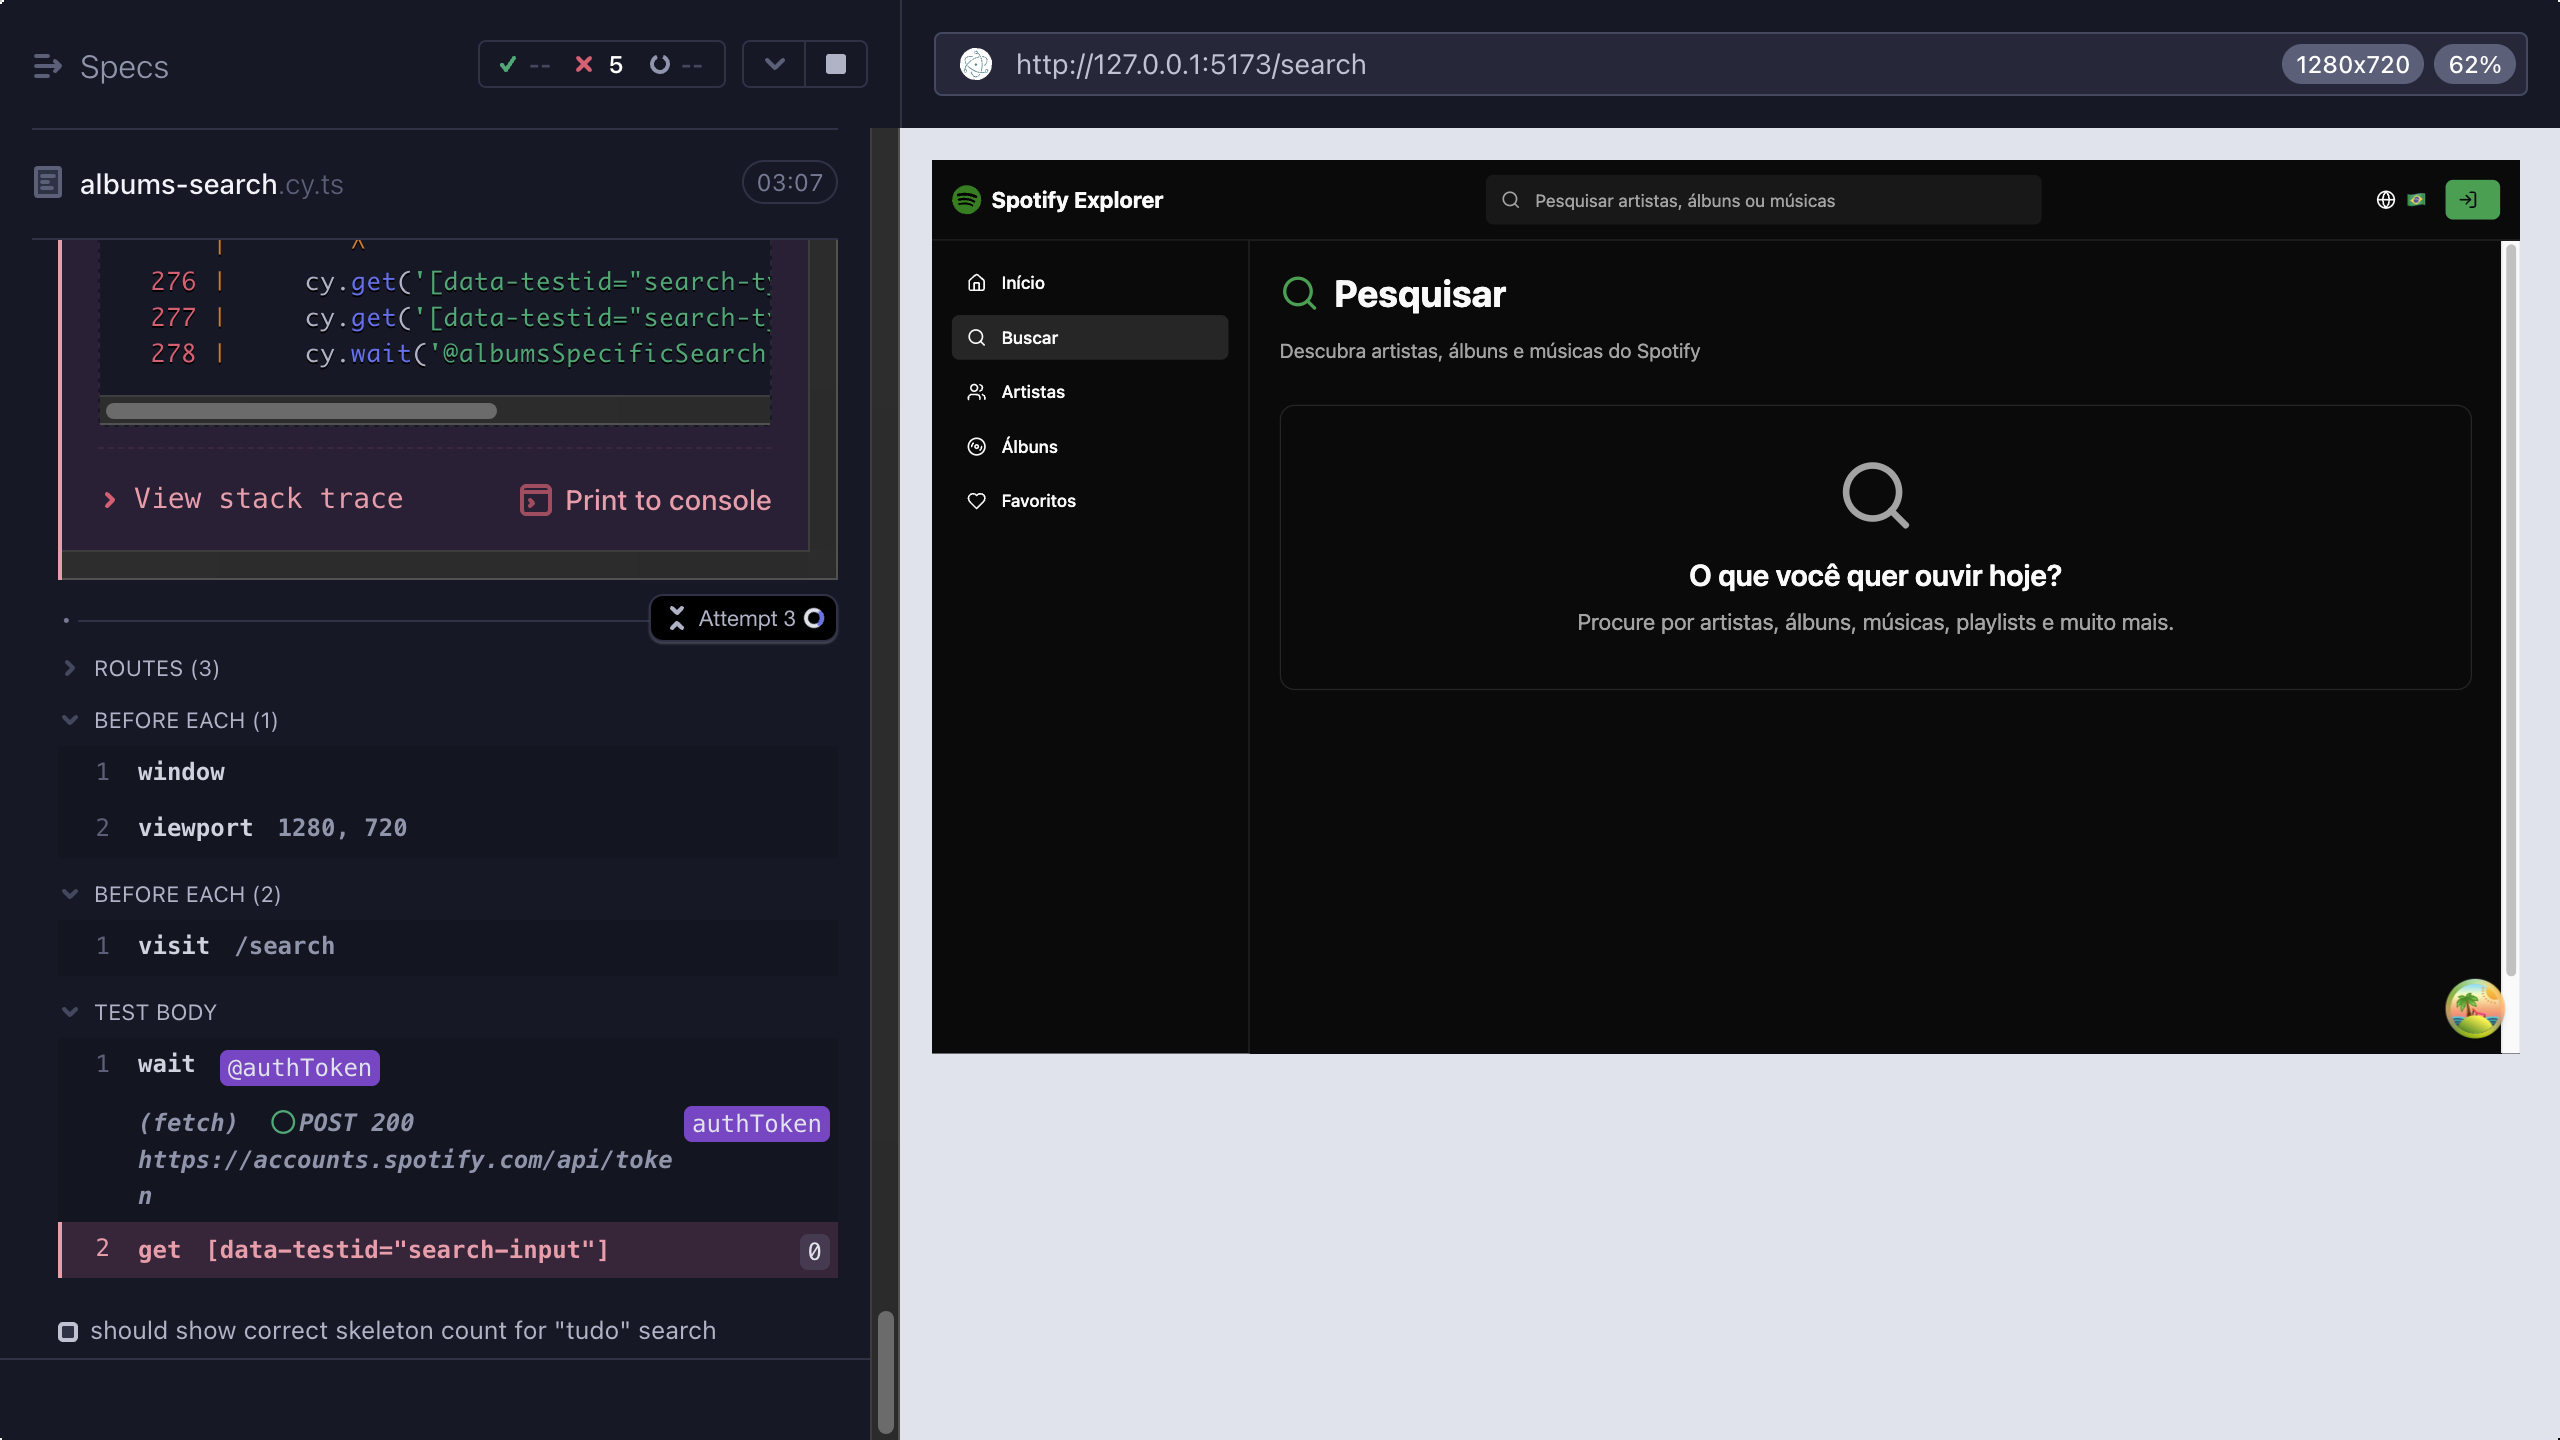 Specs
-- 5 --
albums-search.cy.ts
03:07
| ^
276 | cy.get('[data-testid="search-ty
277 | cy.get('[data-testid="search-ty
278 | cy.wait('@albumsSpecificSearch
View stack trace
Print to console
Attempt 3
ROUTES (3)
BEFORE EACH (1)
1 window
2 viewport 1280, 720
BEFORE EACH (2)
1 visit /search
TEST BODY
1 wait @authToken
(fetch) POST 200 authToken
https://accounts.spotify.com/api/toke
n
2 get [data-testid="search-input"] 0
should show correct skeleton count for "tudo" search
http://127.0.0.1:5173/search
1280x720
62%
Spotify Explorer
Pesquisar artistas, álbuns ou músicas
Início
Buscar
Artistas
Álbuns
Favoritos
Pesquisar
Descubra artistas, álbuns e músicas do Spotify
O que você quer ouvir hoje?
Procure por artistas, álbuns, músicas, playlists e muito mais.